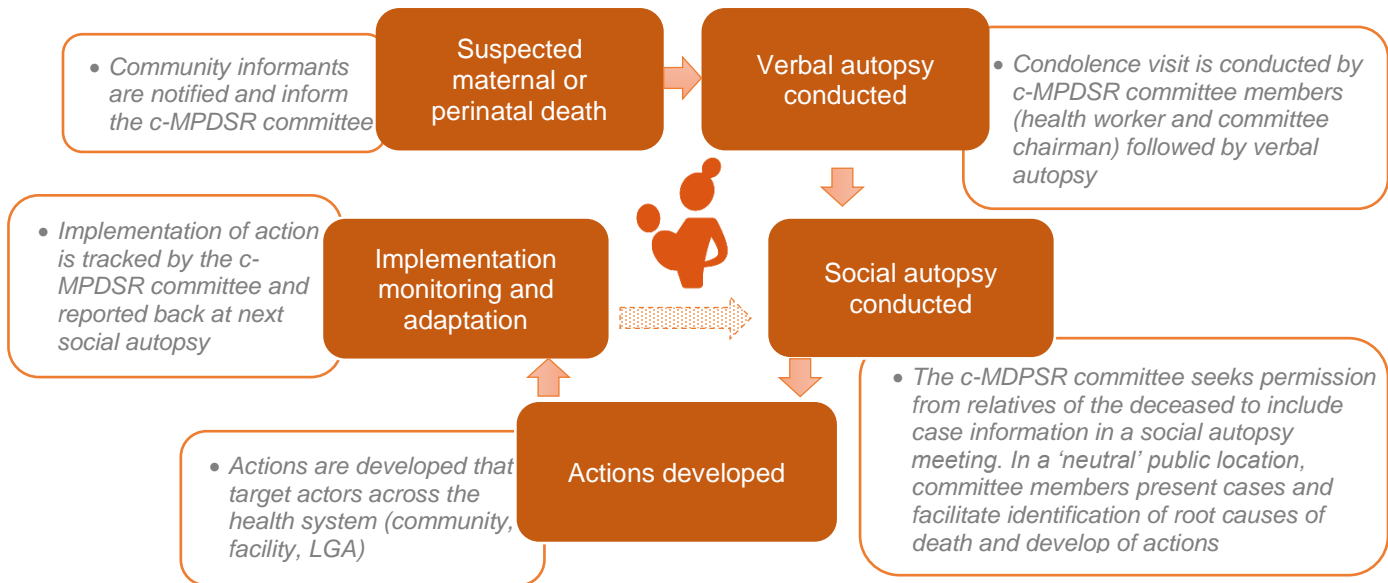 Suspected
maternal or
perinatal death
• Community informants
are notified and inform
the c-MPDSR committee
Verbal autopsy
conducted
• Condolence visit is conducted by
c-MPDSR committee members
(health worker and committee
chairman) followed by verbal
autopsy
Social autopsy
conducted
• The c-MDPSR committee seeks permission
from relatives of the deceased to include
case information in a social autopsy
meeting. In a ‘neutral’ public location,
committee members present cases and
facilitate identification of root causes of
death and develop of actions
Actions developed
• Actions are developed that
target actors across the
health system (community,
facility, LGA)
Implementation
monitoring and
adaptation
• Implementation of action
is tracked by the c-
MPDSR committee and
reported back at next
social autopsy